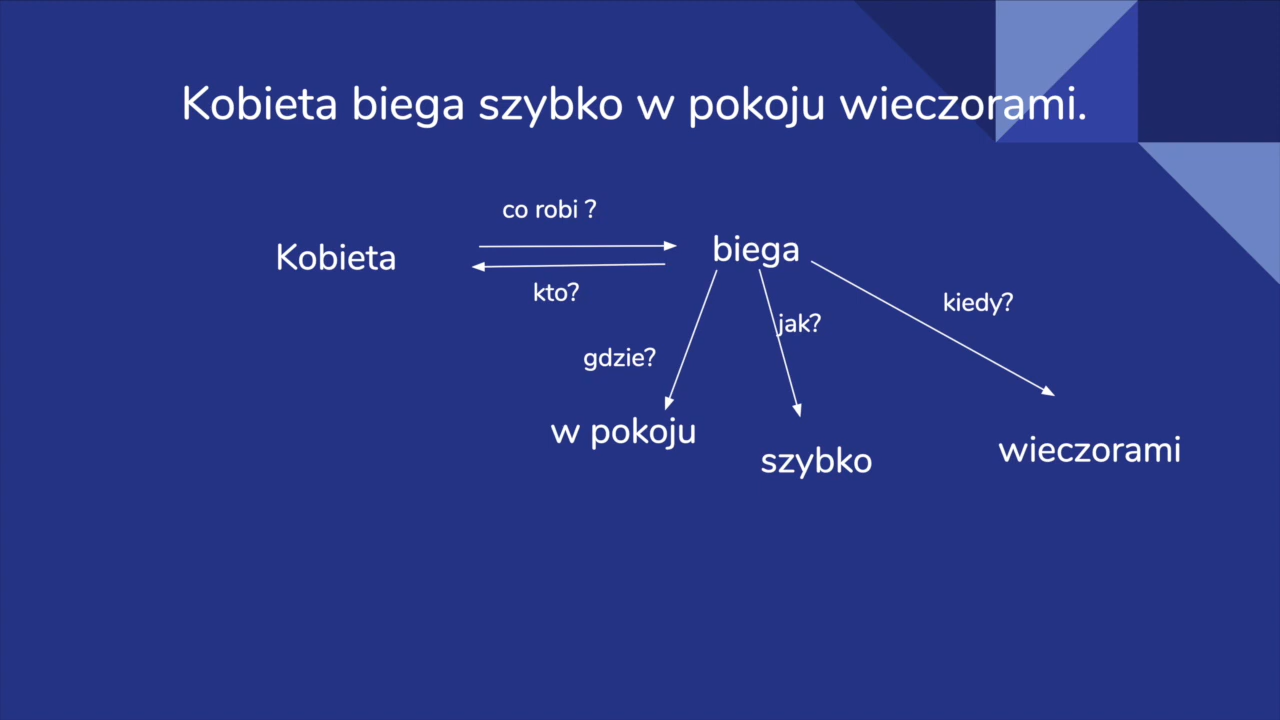 Kobieta biega szybko w pokoju wieczorami.
co robi ?
Kobieta
biega
kto?
kiedy?
jak?
gdzie?
w pokoju
szybko
wieczorami